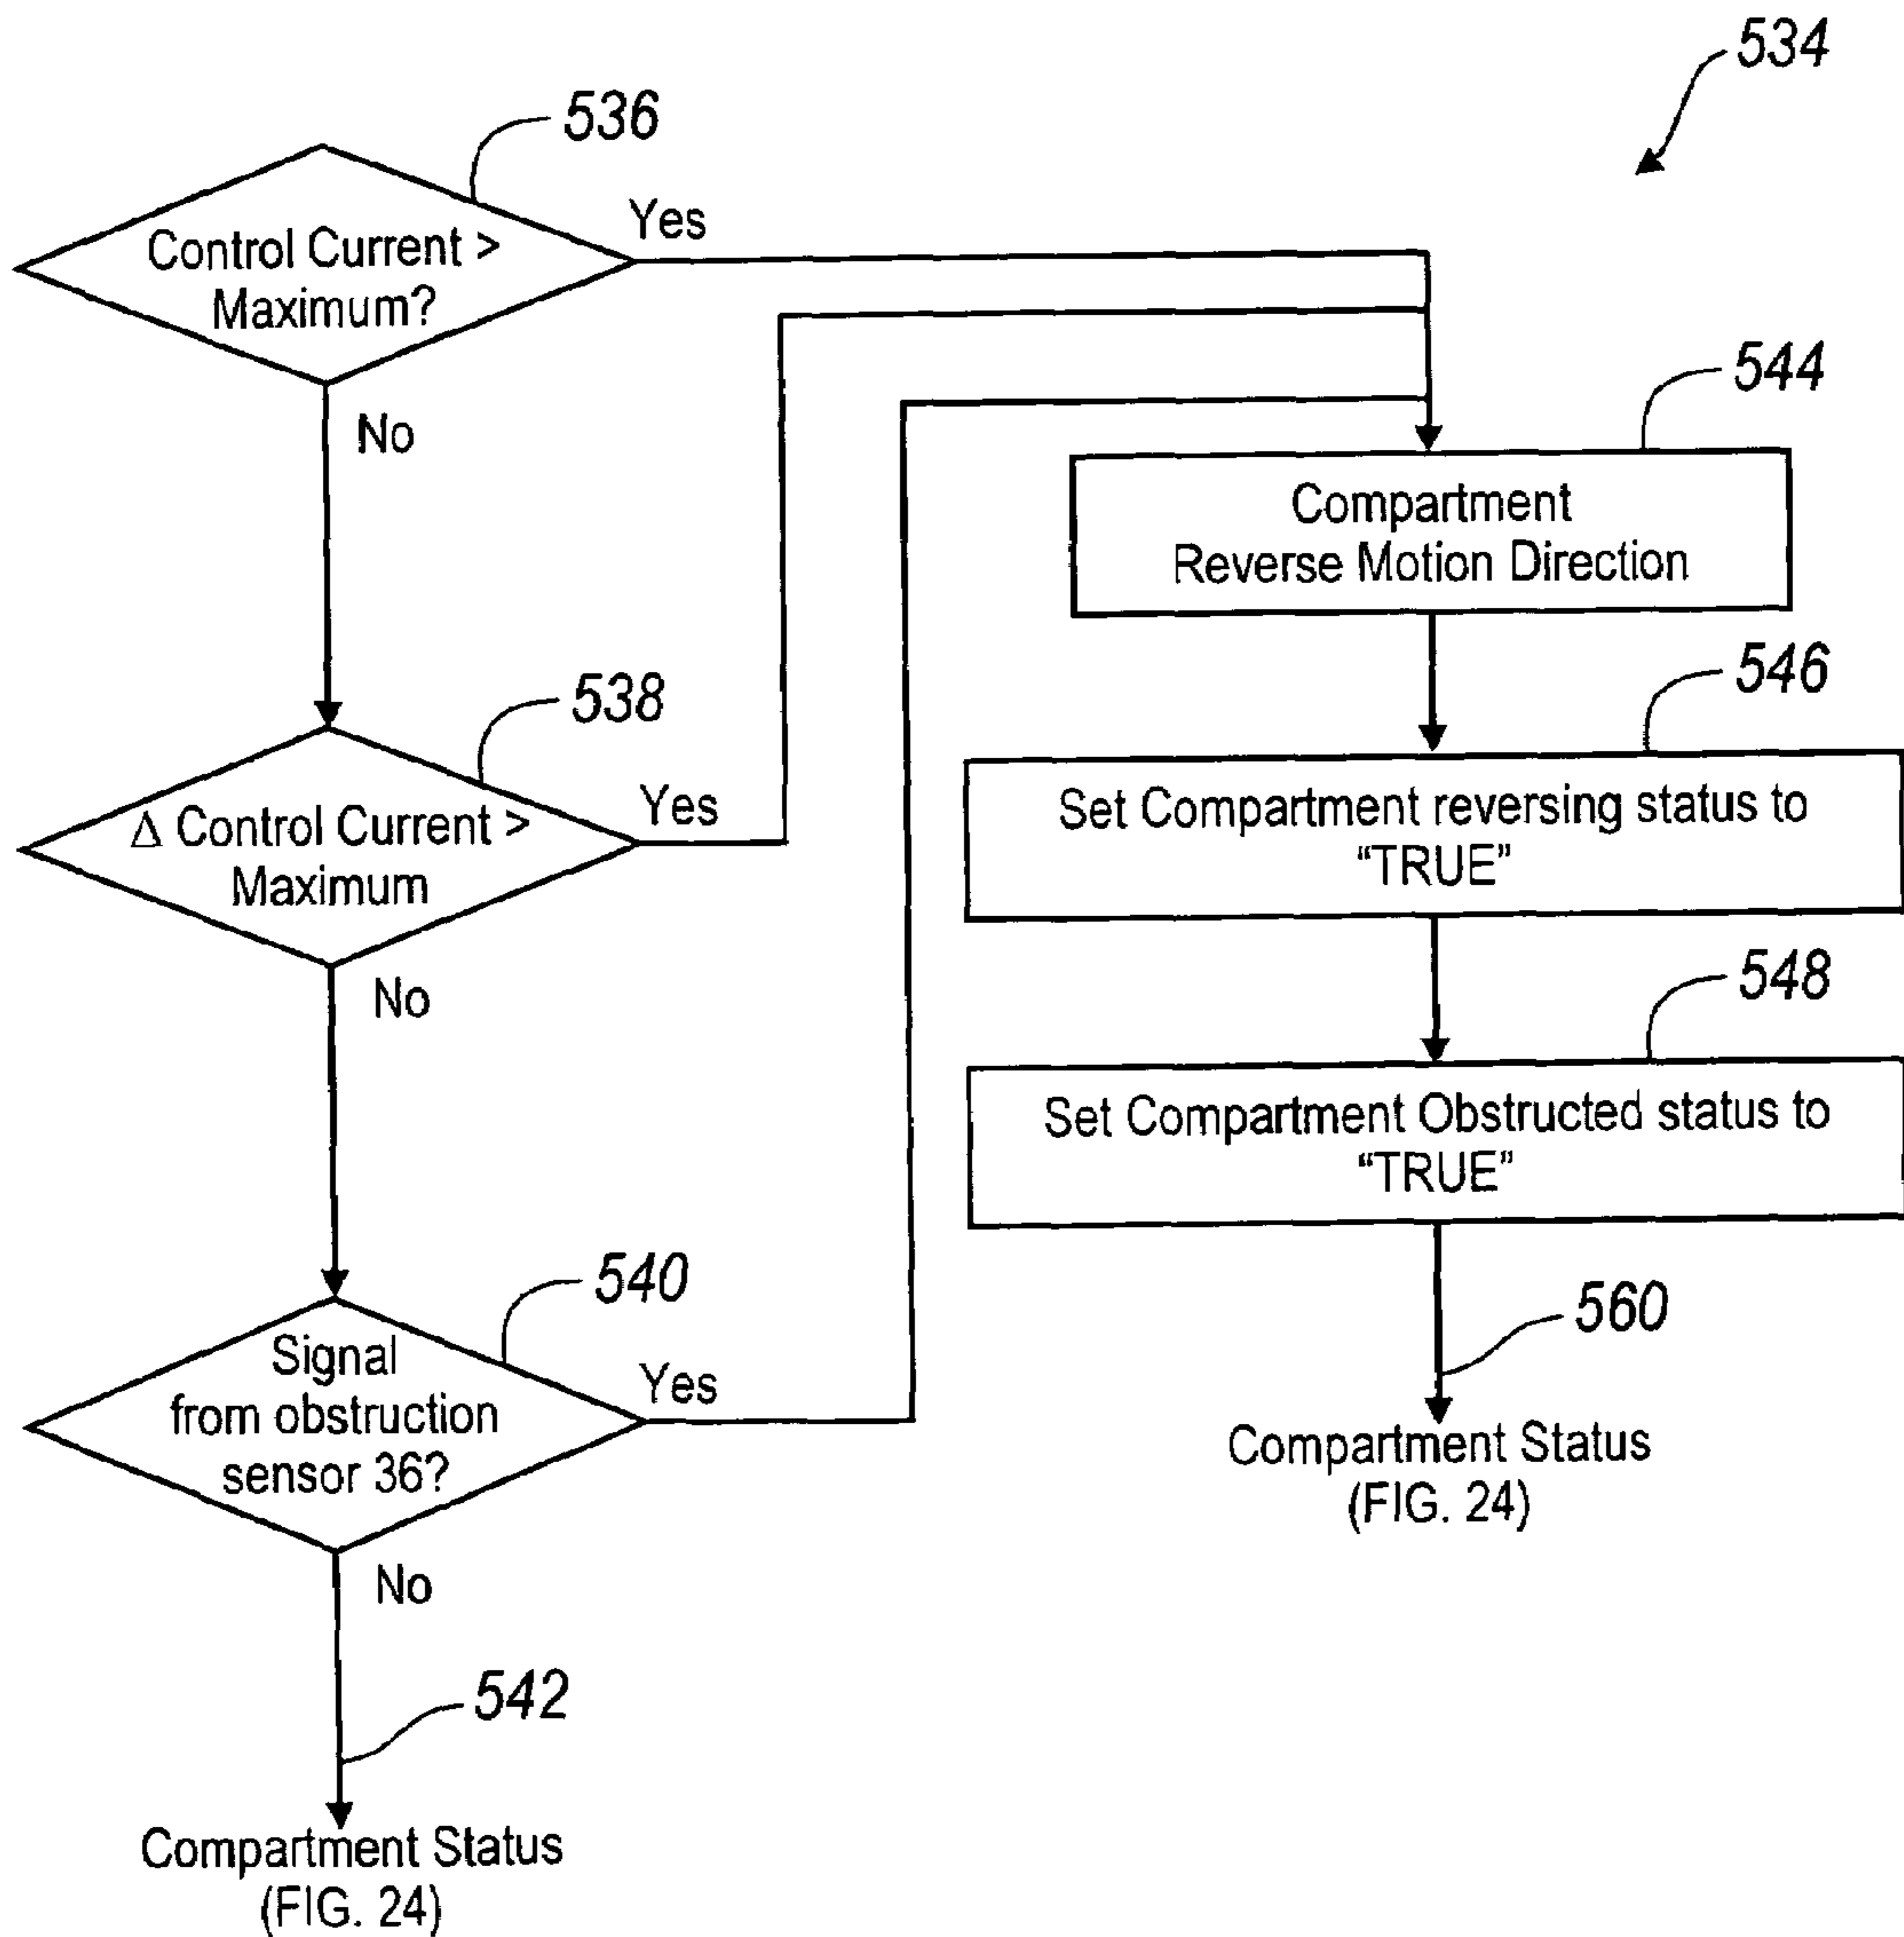 534
536
Control Current >
Maximum?
Yes
No
538
Δ Control Current >
Maximum
Yes
No
540
Signal
from obstruction
sensor 36?
Yes
No
542
Compartment Status
(FIG. 24)
544
Compartment
Reverse Motion Direction
546
Set Compartment reversing status to
“TRUE”
548
Set Compartment Obstructed status to
“TRUE”
560
Compartment Status
(FIG. 24)